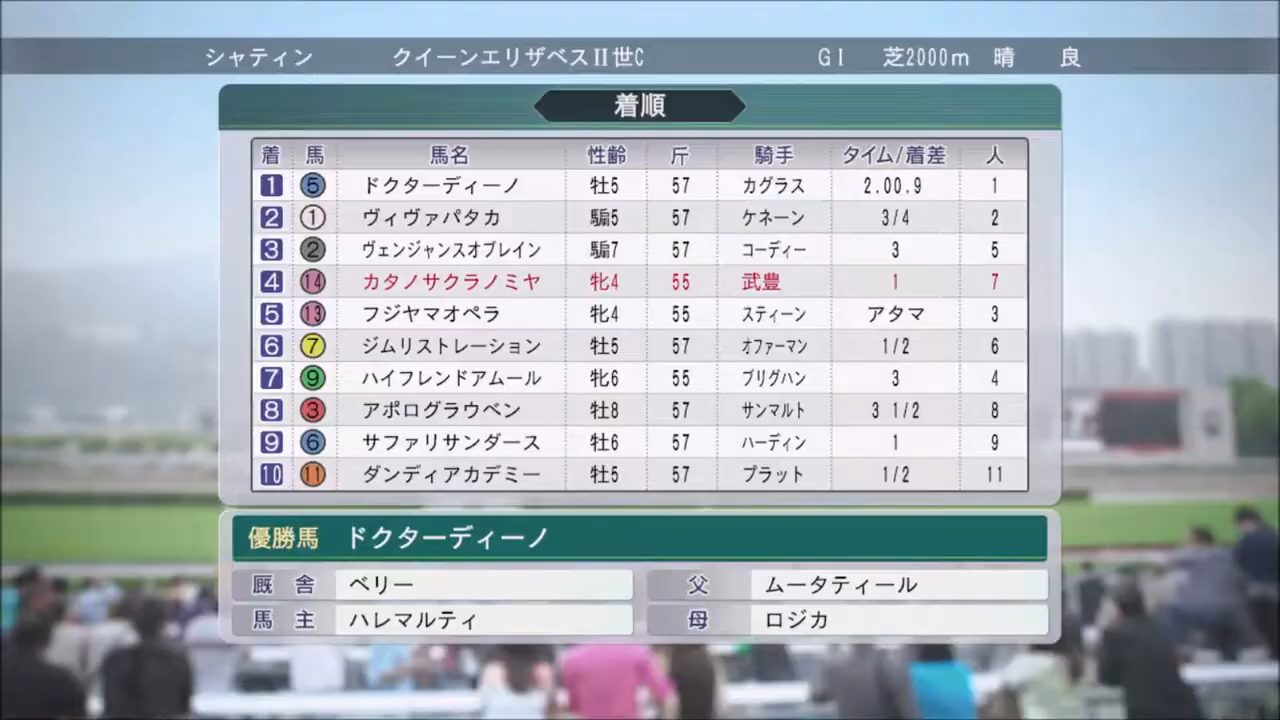 シャティン クイーンエリザベスⅡ世C GⅠ 芝2000m 晴 良
着順
着 馬 馬名 性齢 斤 騎手 タイム/着差 人
1 5 ドクターディーノ 牡5 57 カグラス 2.00.9 1
2 1 ヴィヴァパタカ 騙5 57 ケネーン 3/4 2
3 2 ヴェンジャンスオブレイン 騙7 57 コーディー 3 5
4 14 カタノサクラノミヤ 牝4 55 武豊 1 7
5 13 フジヤマオペラ 牝4 55 スティーン アタマ 3
6 7 ジムリストレーション 牡5 57 オファーマン 1/2 6
7 9 ハイフレンドアムール 牝6 55 ブリグハン 3 4
8 3 アポログラウベン 牡8 57 サンマルト 3 1/2 8
9 6 サファリサンダース 牡6 57 ハーディン 1 9
10 11 ダンディアカデミー 牡5 57 プラット 1/2 11
優勝馬 ドクターディーノ
厩舎 ベリー 父 ムータティール
馬主 ハレマルティ 母 ロジカ